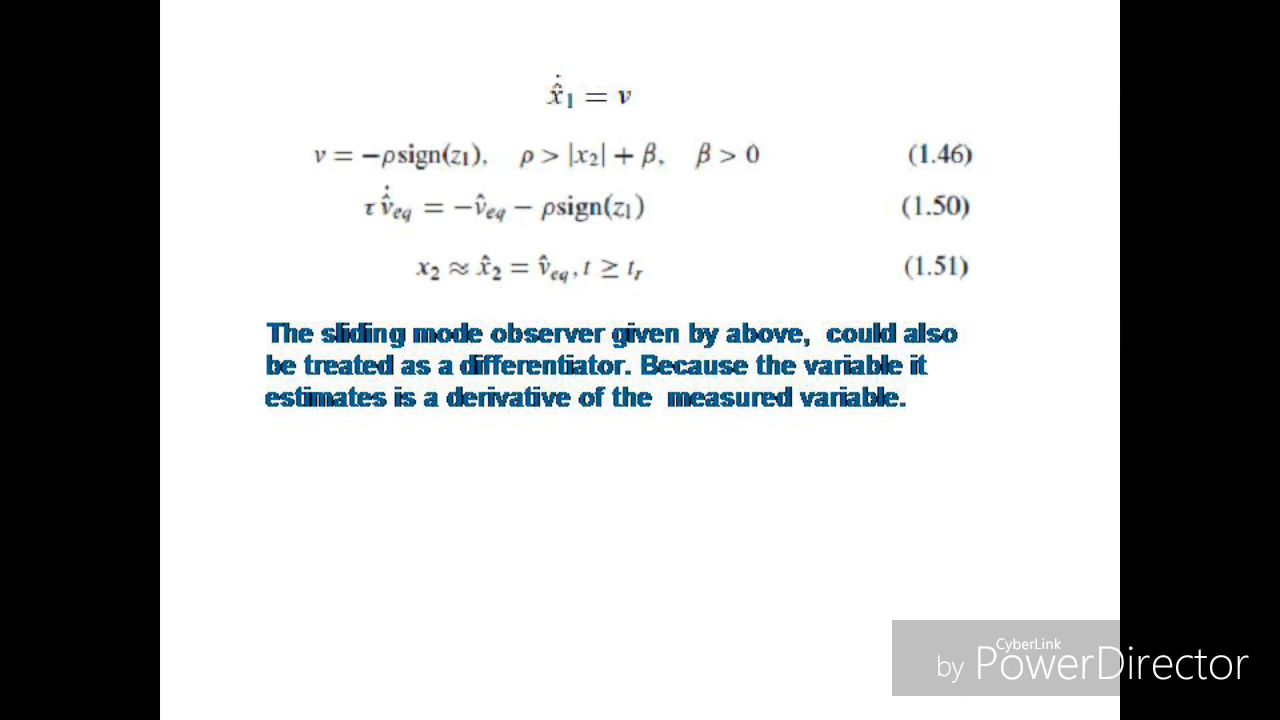 ẋ̂₁ = v
v = −ρsign(z₁), ρ > |x₂| + β, β > 0 (1.46)
τ v̂̇ₑq = −v̂ₑq − ρsign(z₁) (1.50)
x₂ ≈ x̂₂ = v̂ₑq, t ≥ tᵣ (1.51)
The sliding mode observer given by above, could also
be treated as a differentiator. Because the variable it
estimates is a derivative of the measured variable.
CyberLink
by PowerDirector